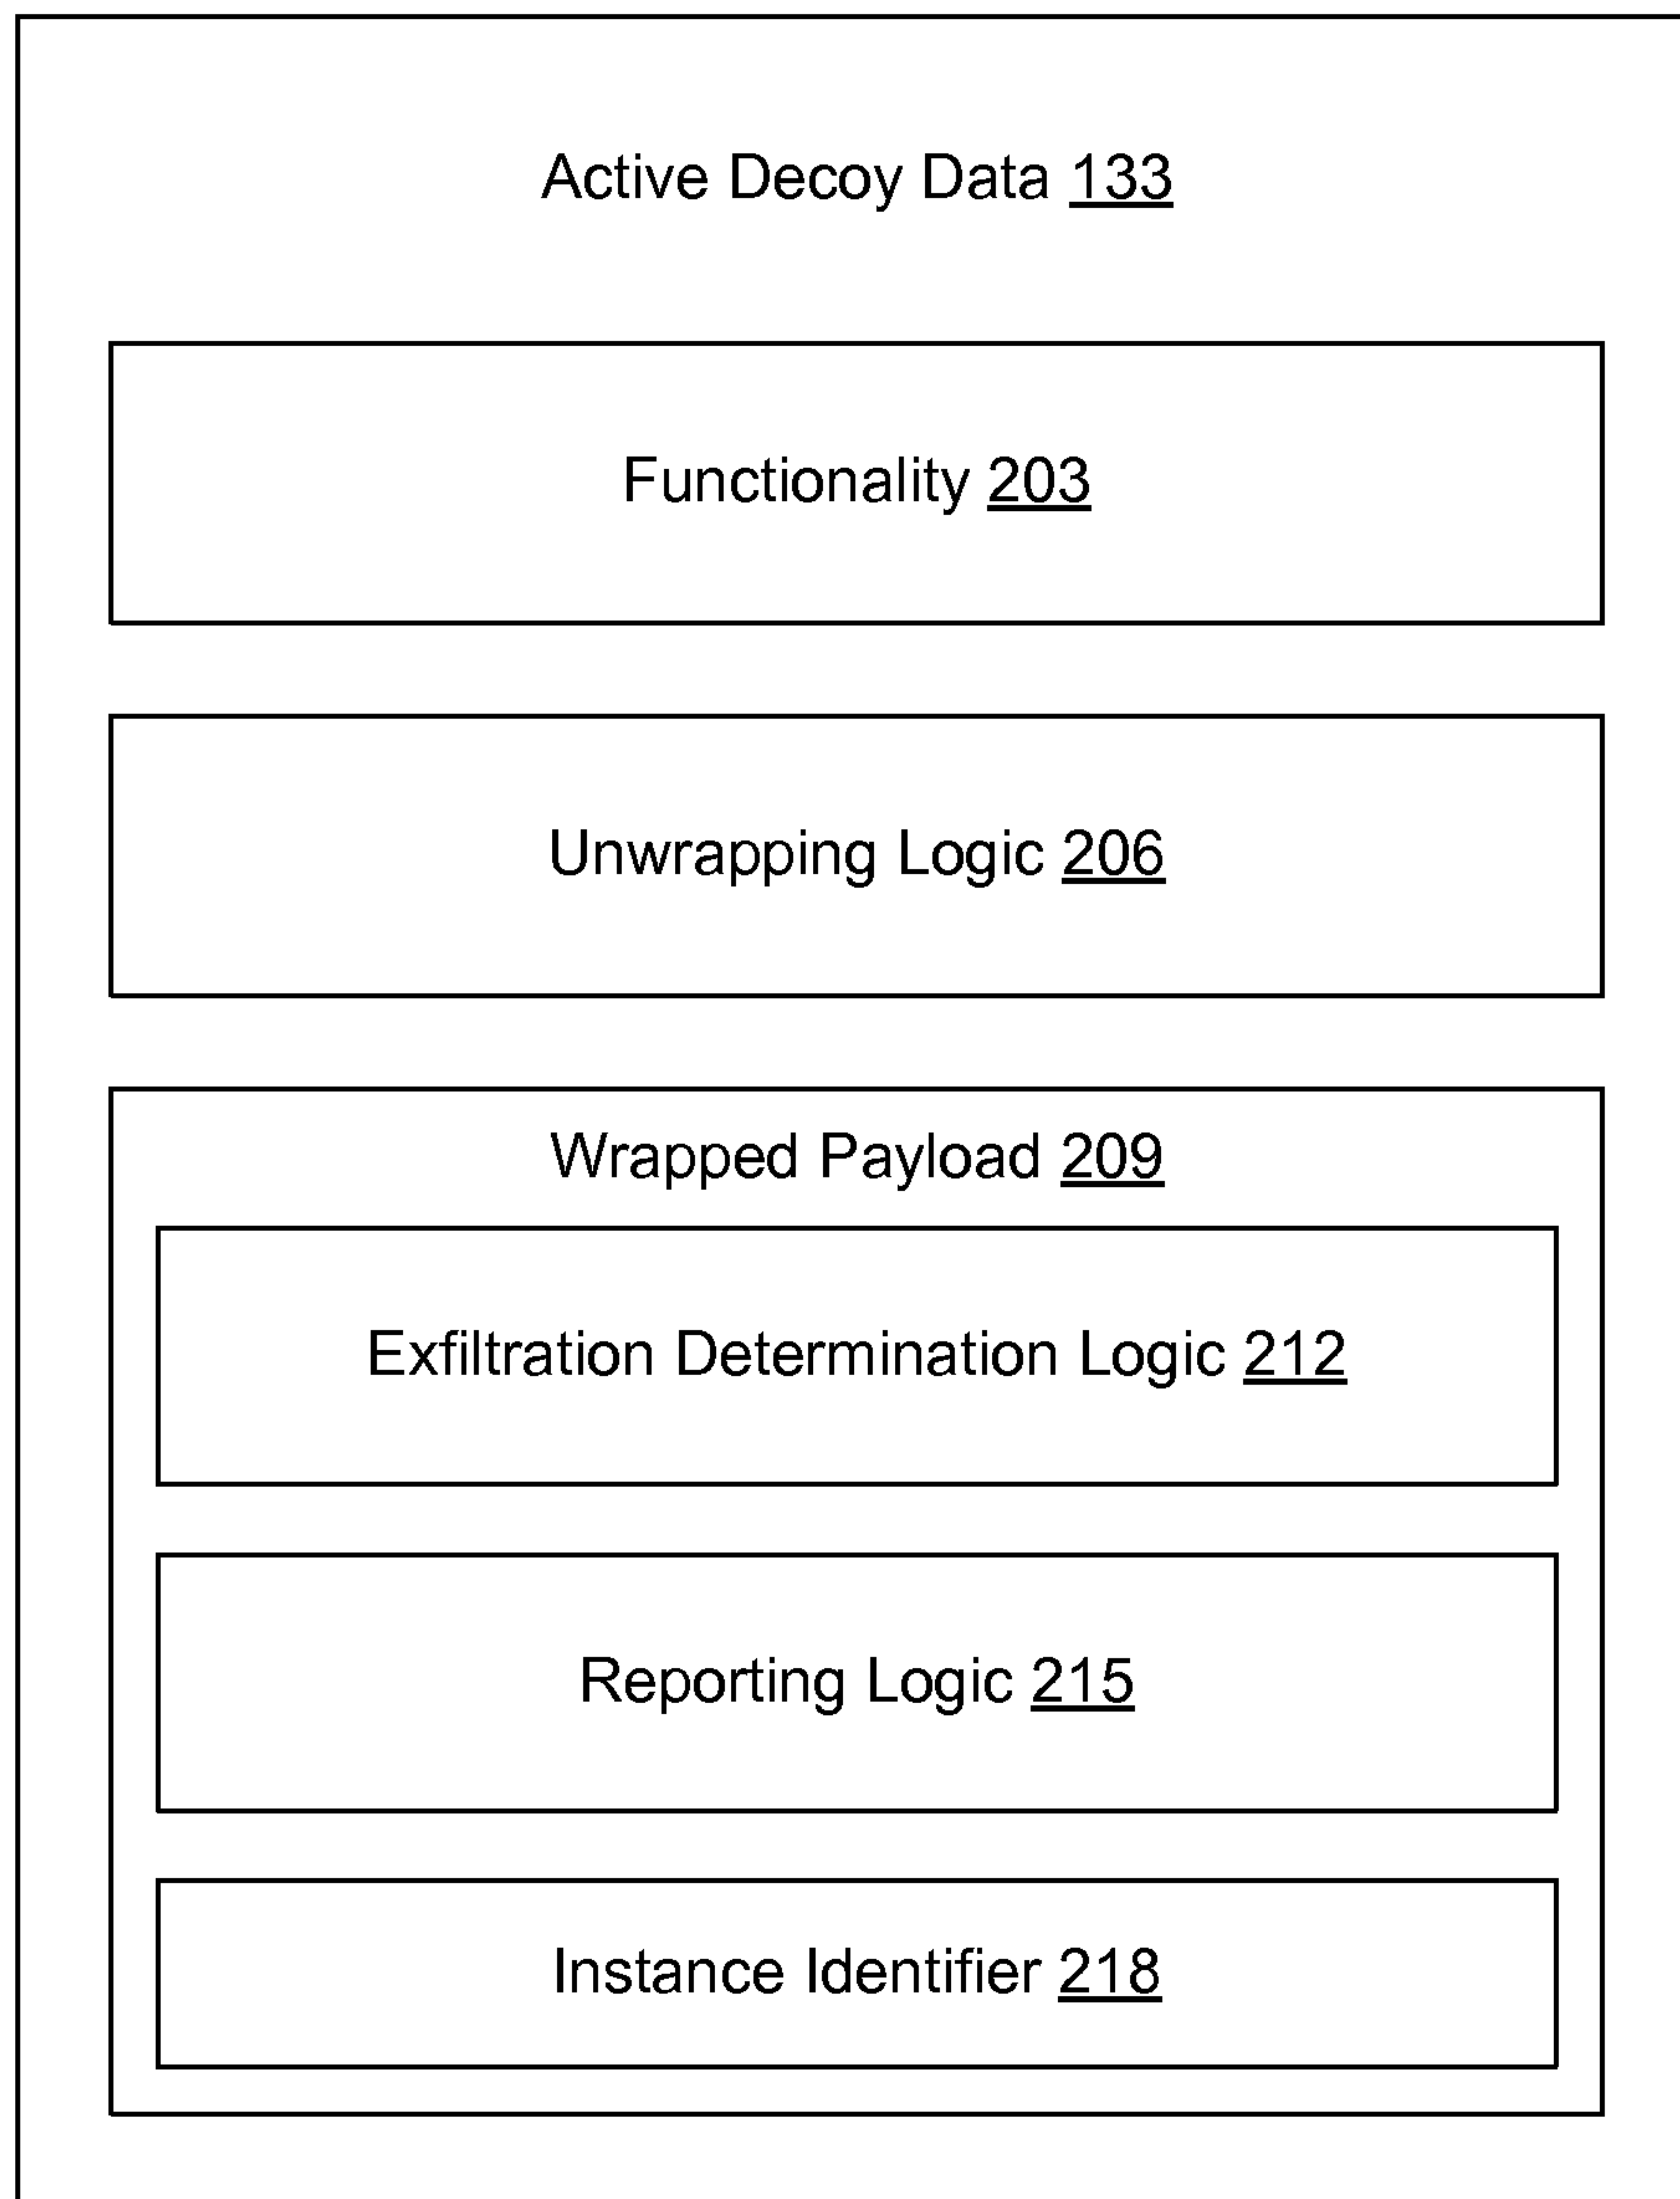 Active Decoy Data 133
Functionality 203
Unwrapping Logic 206
Wrapped Payload 209
Exfiltration Determination Logic 212
Reporting Logic 215
Instance Identifier 218